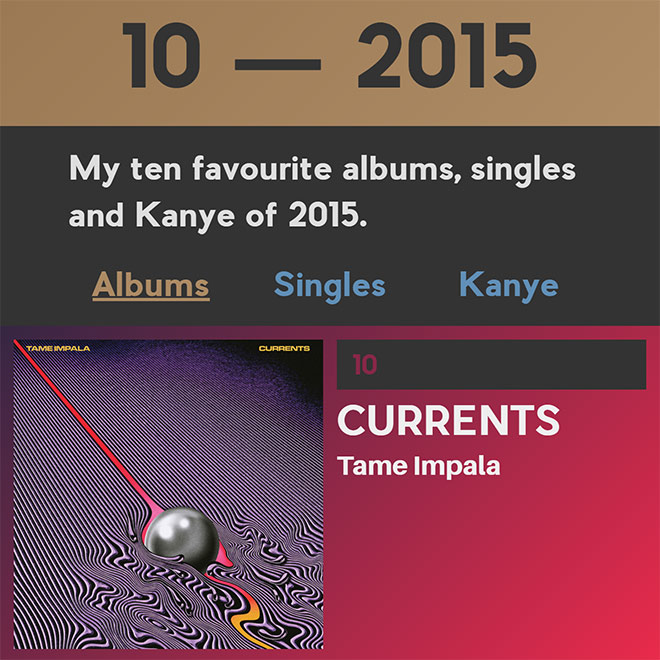 10 — 2015
My ten favourite albums, singles
and Kanye of 2015.
Albums Singles Kanye
TAME IMPALA CURRENTS
10
CURRENTS
Tame Impala